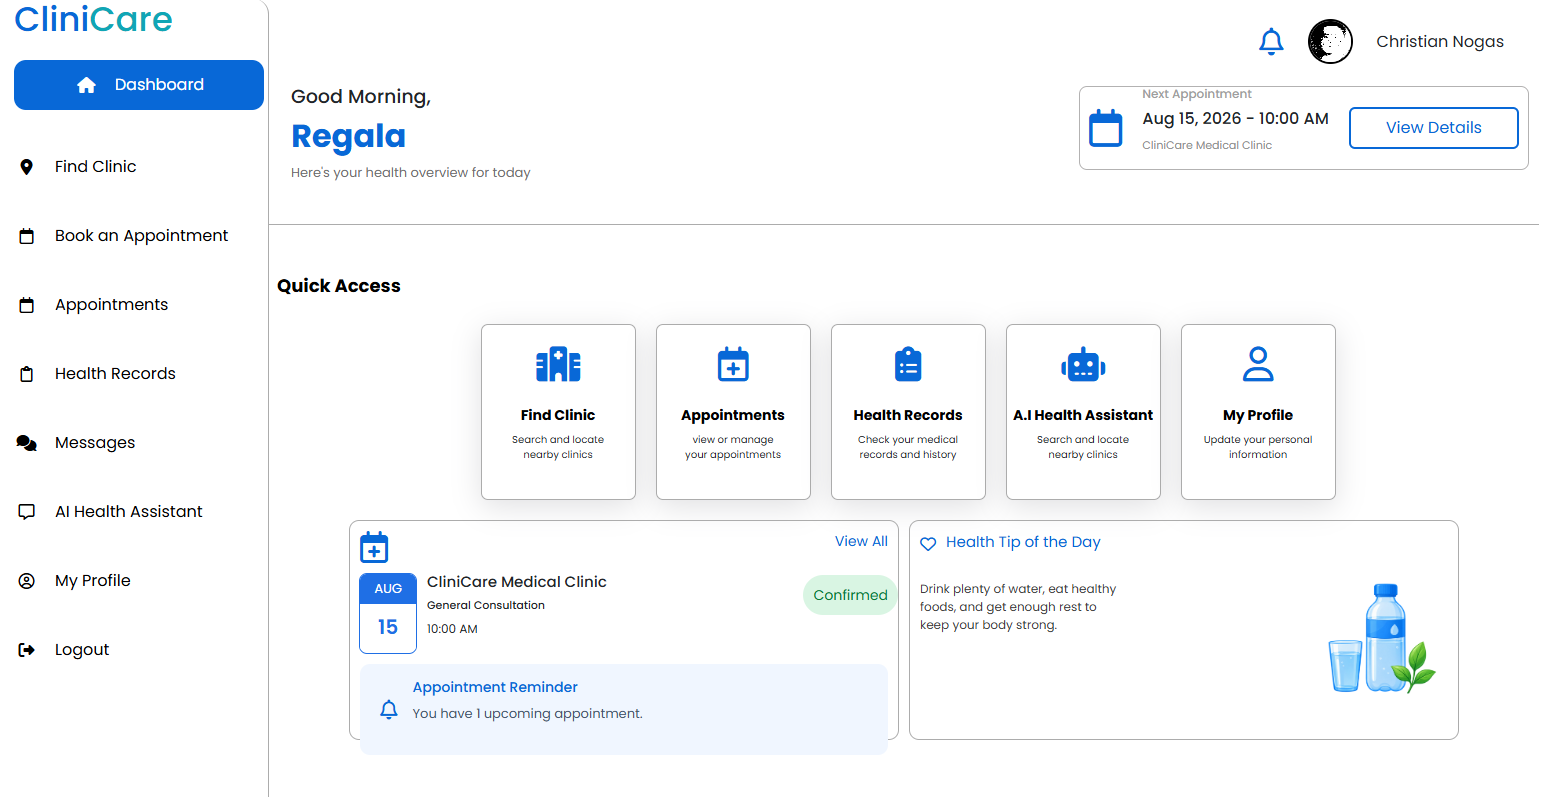 CliniCare
Dashboard
Find Clinic
Book an Appointment
Appointments
Health Records
Messages
AI Health Assistant
My Profile
Logout
Christian Nogas
Good Morning,
Regala
Here's your health overview for today
Next Appointment
Aug 15, 2026 - 10:00 AM
CliniCare Medical Clinic
View Details
Quick Access
Find Clinic
Search and locate
nearby clinics
Appointments
view or manage
your appointments
Health Records
Check your medical
records and history
A.I Health Assistant
Search and locate
nearby clinics
My Profile
Update your personal
information
View All
AUG
15
CliniCare Medical Clinic
General Consultation
10:00 AM
Confirmed
Appointment Reminder
You have 1 upcoming appointment.
Health Tip of the Day
Drink plenty of water, eat healthy
foods, and get enough rest to
keep your body strong.